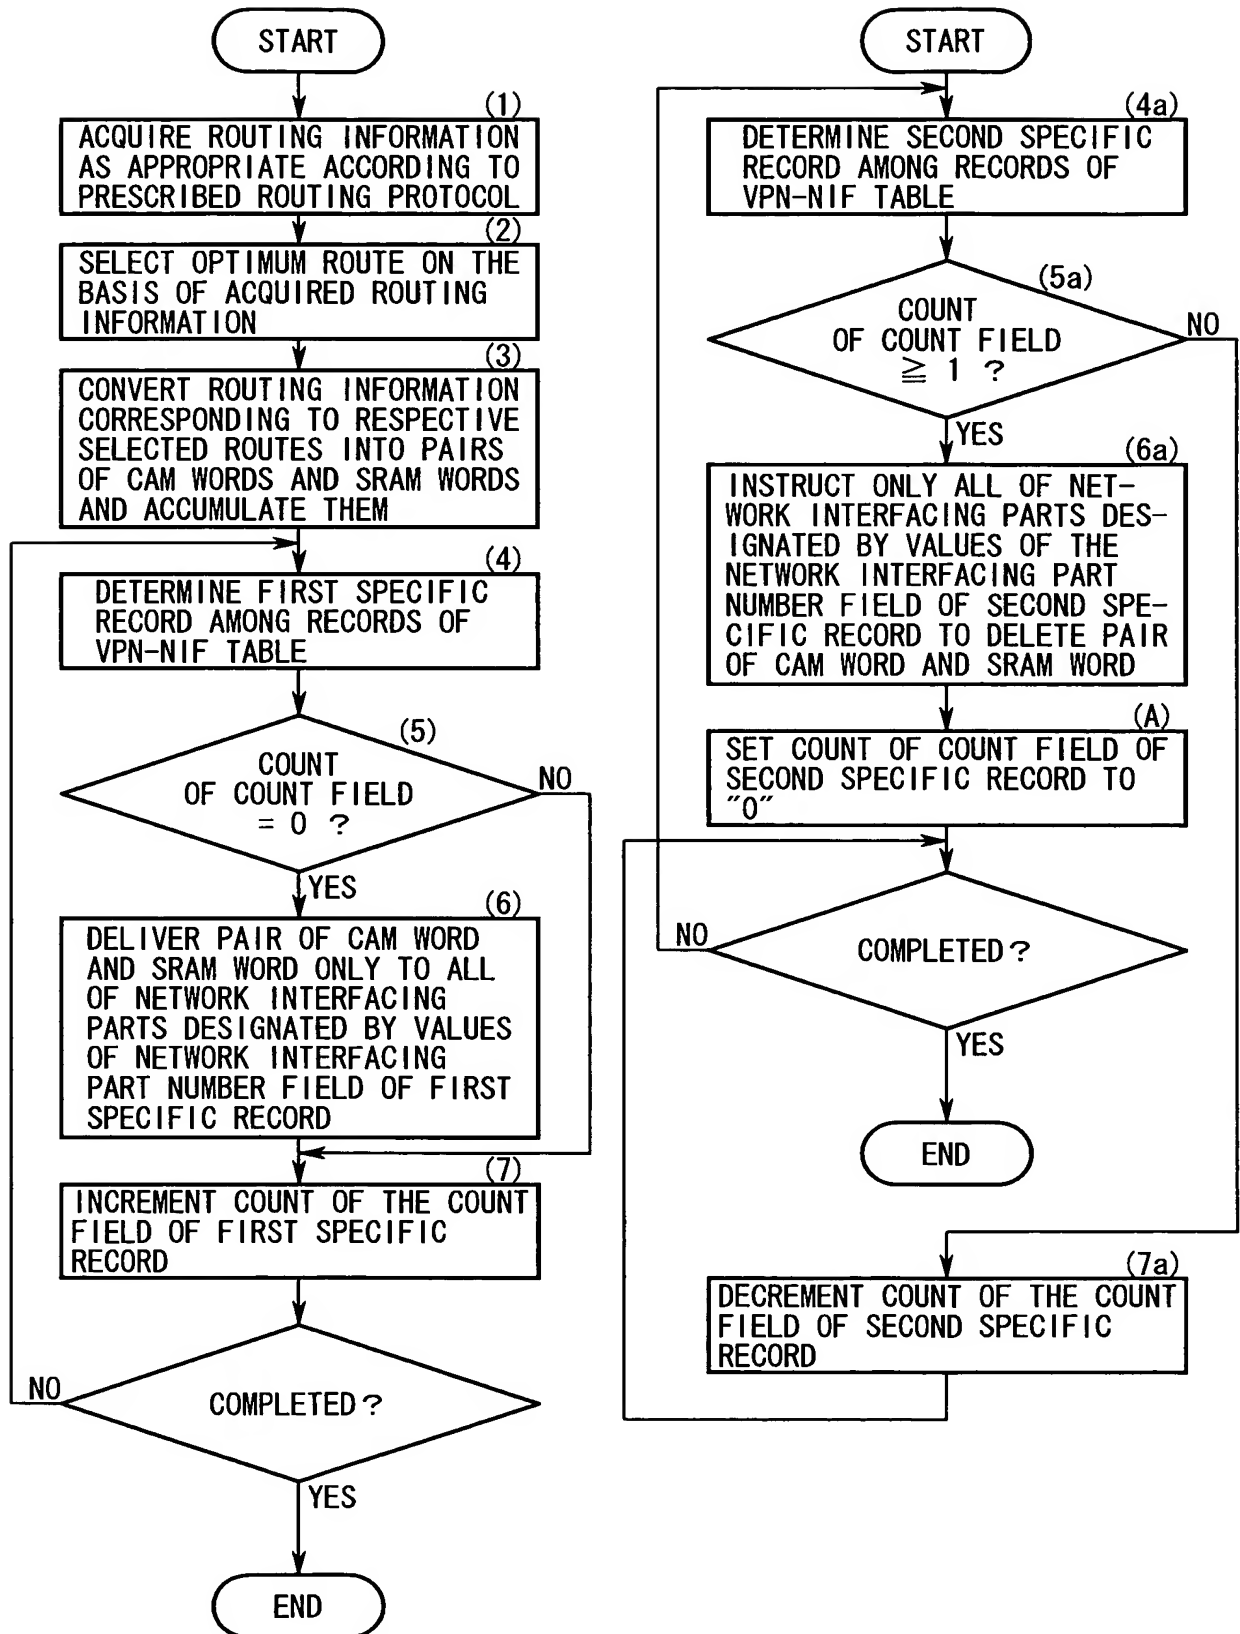 START
(1)
ACQUIRE ROUTING INFORMATION
AS APPROPRIATE ACCORDING TO
PRESCRIBED ROUTING PROTOCOL
(2)
SELECT OPTIMUM ROUTE ON THE
BASIS OF ACQUIRED ROUTING
INFORMATION
(3)
CONVERT ROUTING INFORMATION
CORRESPONDING TO RESPECTIVE
SELECTED ROUTES INTO PAIRS
OF CAM WORDS AND SRAM WORDS
AND ACCUMULATE THEM
(4)
DETERMINE FIRST SPECIFIC
RECORD AMONG RECORDS OF
VPN-NIF TABLE
(5)
COUNT
OF COUNT FIELD
= 0 ?
NO
YES
(6)
DELIVER PAIR OF CAM WORD
AND SRAM WORD ONLY TO ALL
OF NETWORK INTERFACING
PARTS DESIGNATED BY VALUES
OF NETWORK INTERFACING
PART NUMBER FIELD OF FIRST
SPECIFIC RECORD
(7)
INCREMENT COUNT OF THE COUNT
FIELD OF FIRST SPECIFIC
RECORD
NO
COMPLETED?
YES
END
START
(4a)
DETERMINE SECOND SPECIFIC
RECORD AMONG RECORDS OF
VPN-NIF TABLE
(5a)
COUNT
OF COUNT FIELD
≧ 1 ?
NO
YES
(6a)
INSTRUCT ONLY ALL OF NET-
WORK INTERFACING PARTS DES-
IGNATED BY VALUES OF THE
NETWORK INTERFACING PART
NUMBER FIELD OF SECOND SPE-
CIFIC RECORD TO DELETE PAIR
OF CAM WORD AND SRAM WORD
(A)
SET COUNT OF COUNT FIELD OF
SECOND SPECIFIC RECORD TO
"0"
NO
COMPLETED?
YES
END
(7a)
DECREMENT COUNT OF THE COUNT
FIELD OF SECOND SPECIFIC
RECORD